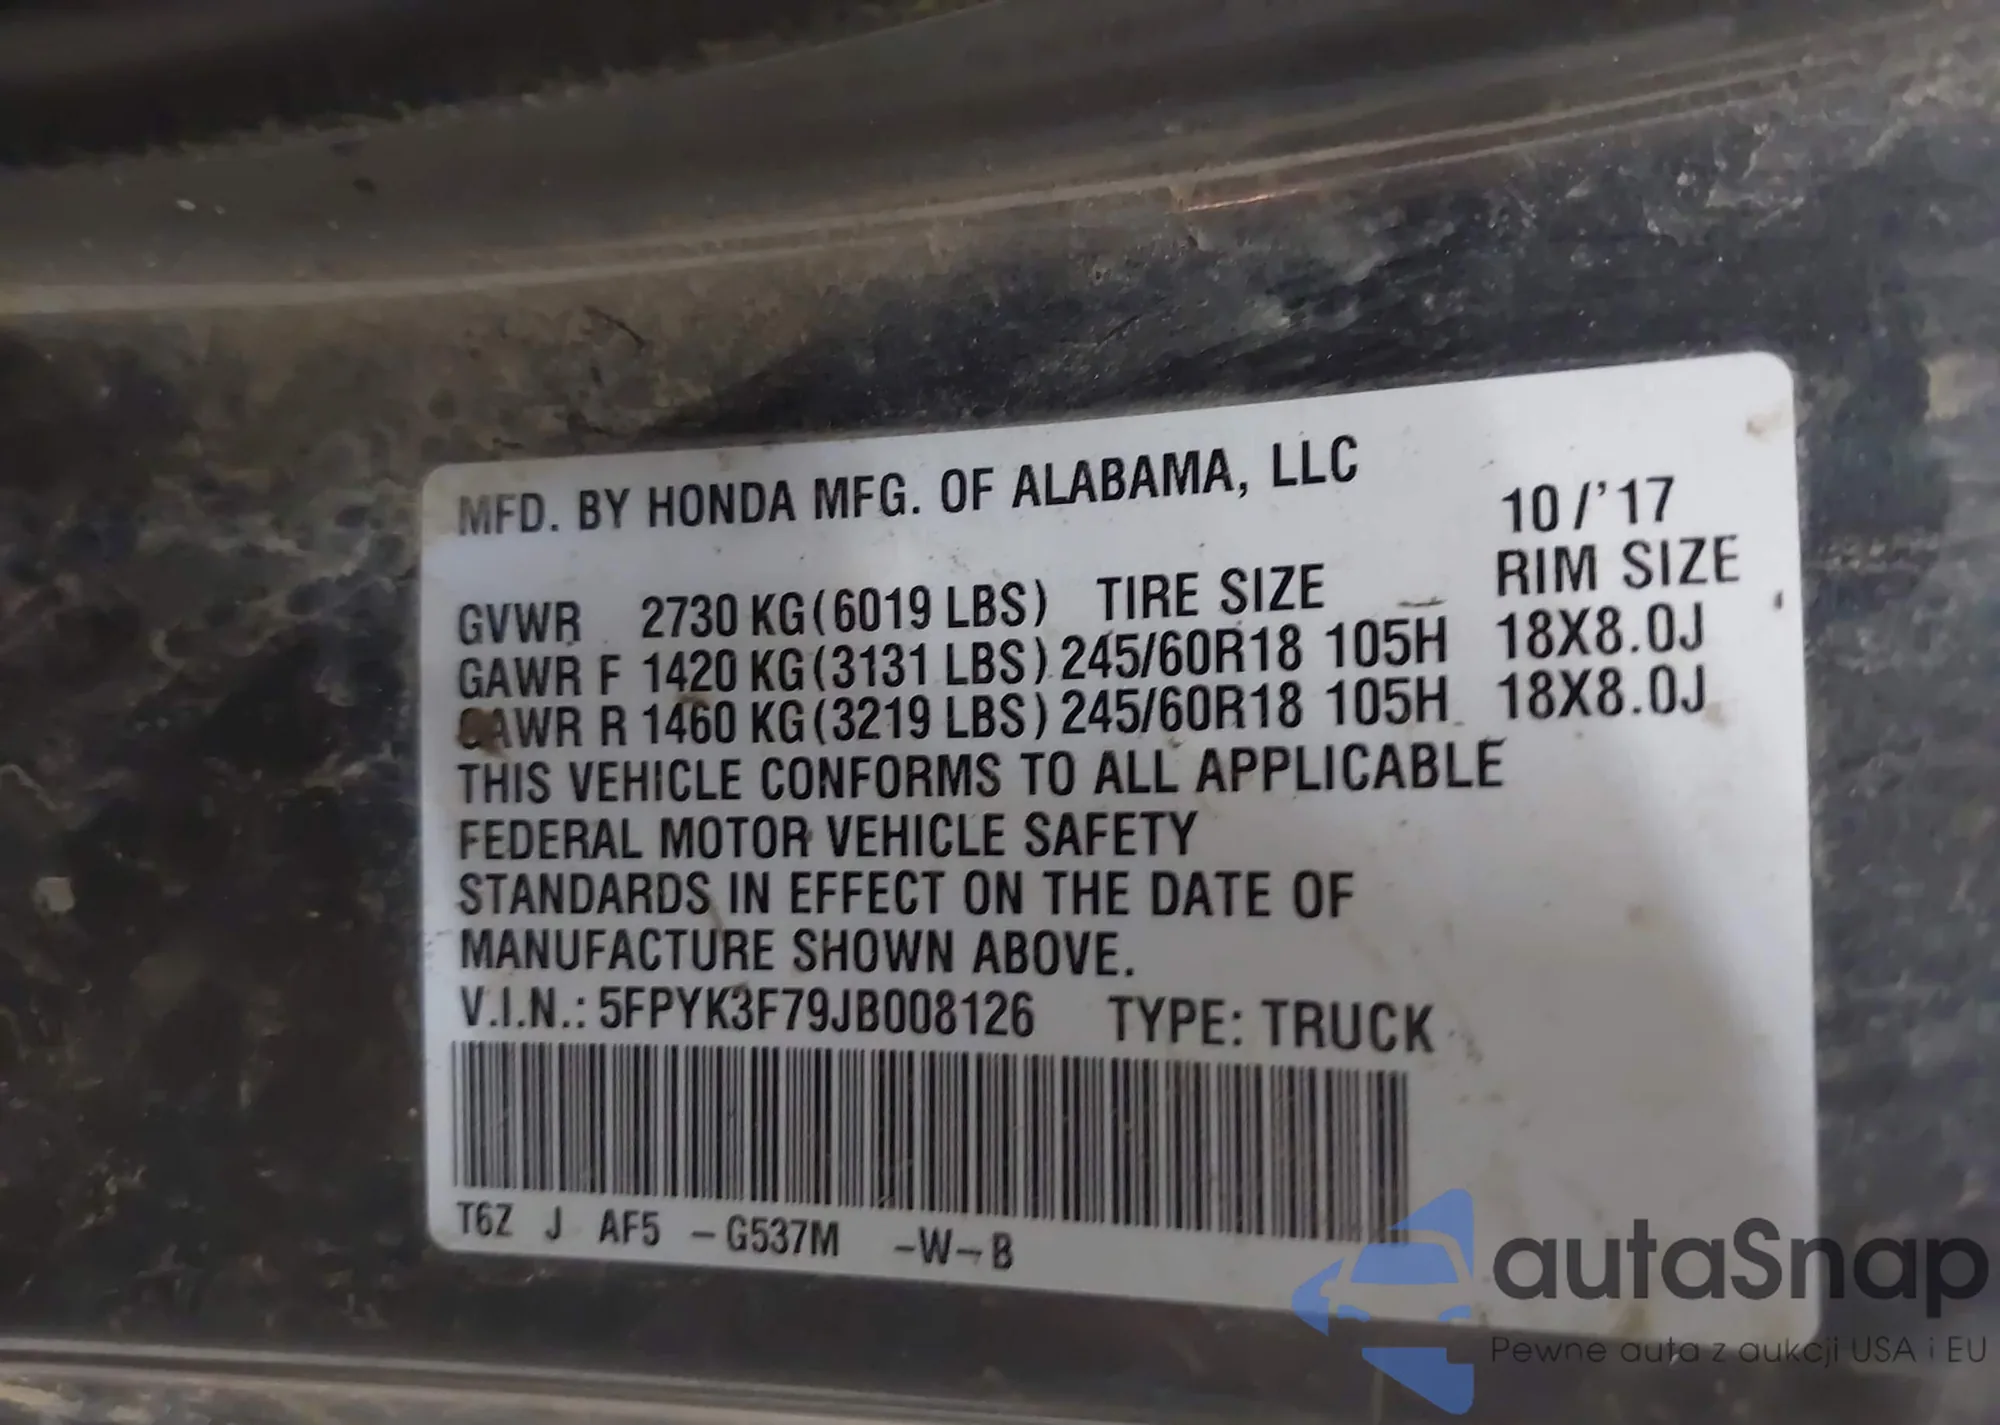 MFD. BY HONDA MFG. OF ALABAMA, LLC
10/'17
GVWR 2730 KG(6019 LBS) TIRE SIZE RIM SIZE
GAWR F 1420 KG(3131 LBS) 245/60R18 105H 18X8.0J
GAWR R 1460 KG(3219 LBS) 245/60R18 105H 18X8.0J
THIS VEHICLE CONFORMS TO ALL APPLICABLE
FEDERAL MOTOR VEHICLE SAFETY
STANDARDS IN EFFECT ON THE DATE OF
MANUFACTURE SHOWN ABOVE.
V.I.N.: 5FPYK3F79JB008126 TYPE: TRUCK
T6Z J AF5 -G537M -W-B
autaSnap
Pewne auta z aukcji USA i EU